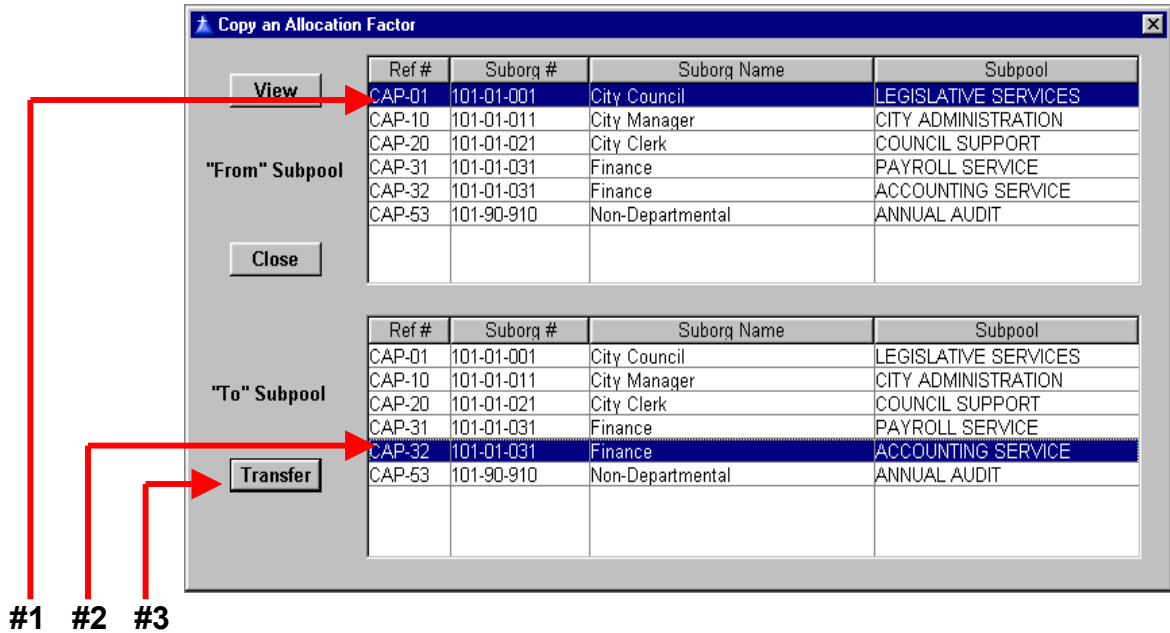 Copy an Allocation Factor
View
"From" Subpool
Close
Ref # Suborg # Suborg Name Subpool
CAP-01 101-01-001 City Council LEGISLATIVE SERVICES
CAP-10 101-01-011 City Manager CITY ADMINISTRATION
CAP-20 101-01-021 City Clerk COUNCIL SUPPORT
CAP-31 101-01-031 Finance PAYROLL SERVICE
CAP-32 101-01-031 Finance ACCOUNTING SERVICE
CAP-53 101-90-910 Non-Departmental ANNUAL AUDIT
"To" Subpool
Transfer
Ref # Suborg # Suborg Name Subpool
CAP-01 101-01-001 City Council LEGISLATIVE SERVICES
CAP-10 101-01-011 City Manager CITY ADMINISTRATION
CAP-20 101-01-021 City Clerk COUNCIL SUPPORT
CAP-31 101-01-031 Finance PAYROLL SERVICE
CAP-32 101-01-031 Finance ACCOUNTING SERVICE
CAP-53 101-90-910 Non-Departmental ANNUAL AUDIT
#1 #2 #3